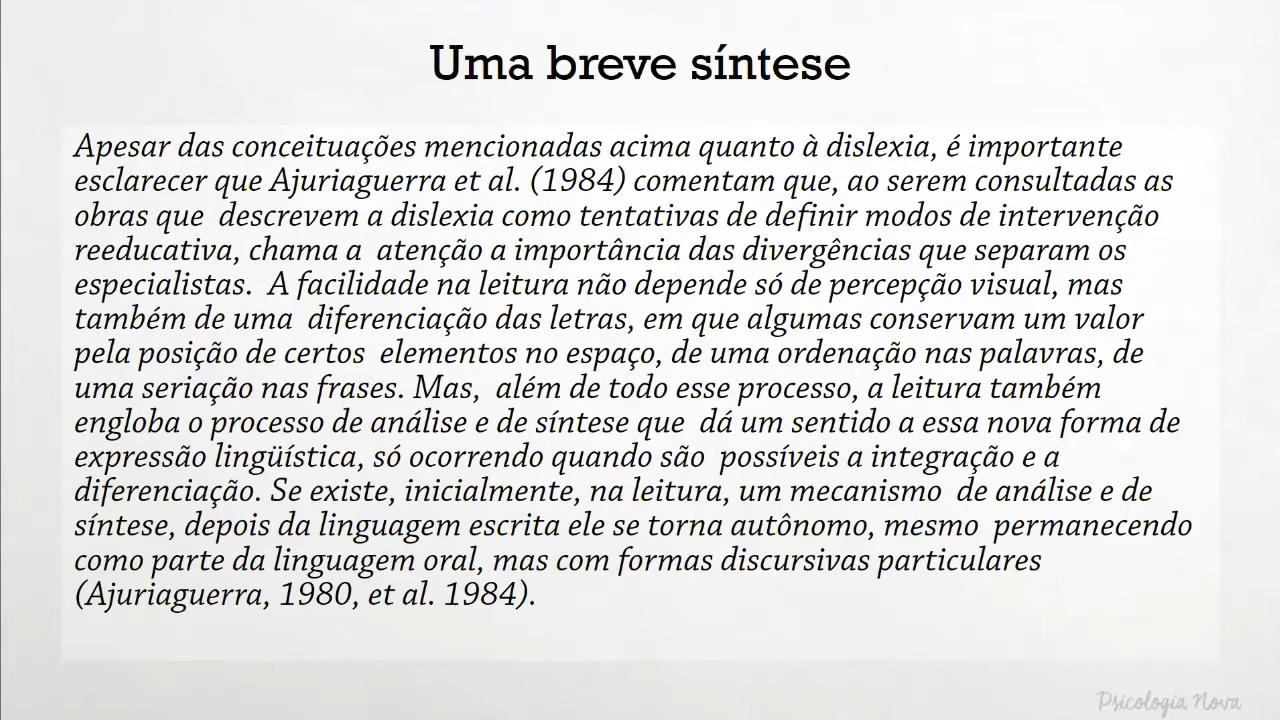 Uma breve síntese
Apesar das conceituações mencionadas acima quanto à dislexia, é importante
esclarecer que Ajuriaguerra et al. (1984) comentam que, ao serem consultadas as
obras que descrevem a dislexia como tentativas de definir modos de intervenção
reeducativa, chama a atenção a importância das divergências que separam os
especialistas. A facilidade na leitura não depende só de percepção visual, mas
também de uma diferenciação das letras, em que algumas conservam um valor
pela posição de certos elementos no espaço, de uma ordenação nas palavras, de
uma seriação nas frases. Mas, além de todo esse processo, a leitura também
engloba o processo de análise e de síntese que dá um sentido a essa nova forma de
expressão lingüística, só ocorrendo quando são possíveis a integração e a
diferenciação. Se existe, inicialmente, na leitura, um mecanismo de análise e de
síntese, depois da linguagem escrita ele se torna autônomo, mesmo permanecendo
como parte da linguagem oral, mas com formas discursivas particulares
(Ajuriaguerra, 1980, et al. 1984).
Psicologia Nova